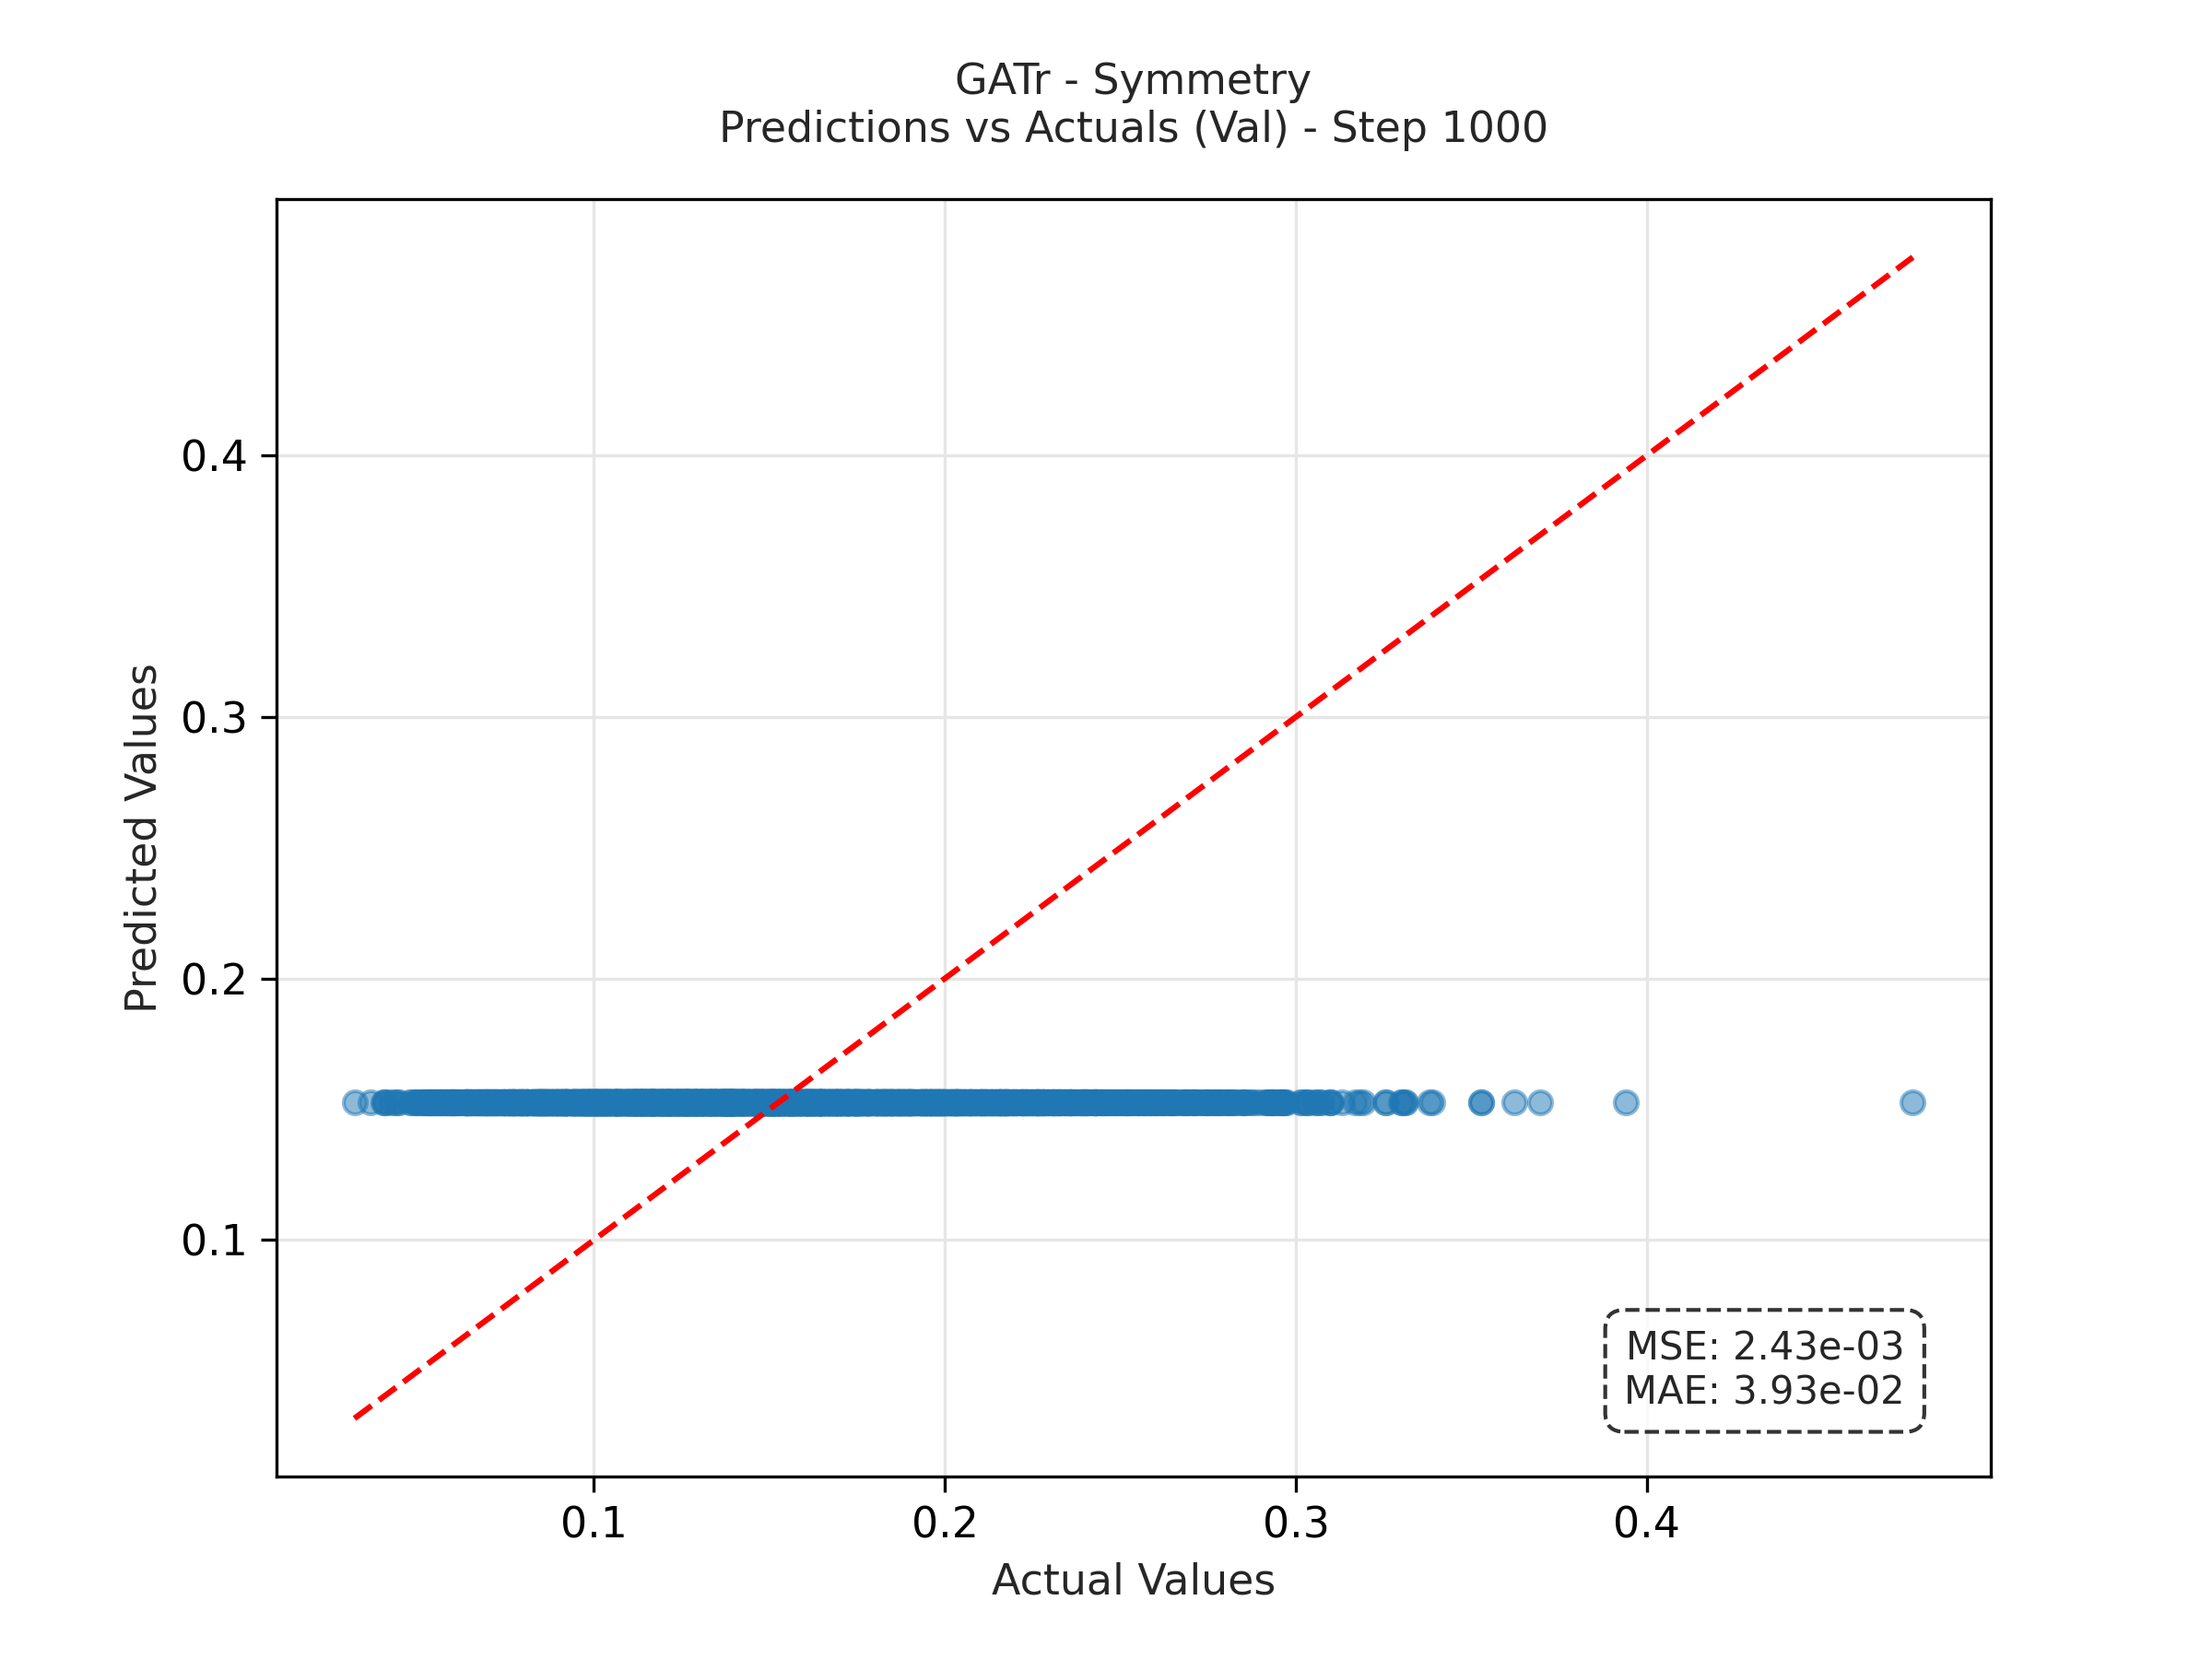 GATr - Symmetry
Predictions vs Actuals (Val) - Step 1000
Predicted Values
0.4
0.3
0.2
0.1
MSE: 2.43e-03
MAE: 3.93e-02
0.1 0.2 0.3 0.4
Actual Values